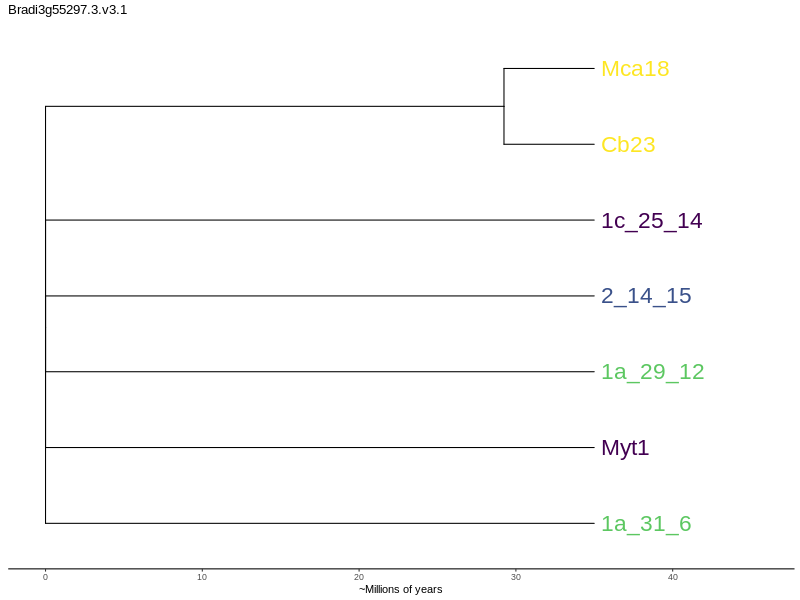 Bradi3g55297.3.v3.1
Mca18
Cb23
1c_25_14
2_14_15
1a_29_12
Myt1
1a_31_6
0 10 20 30 40
~Millions of years